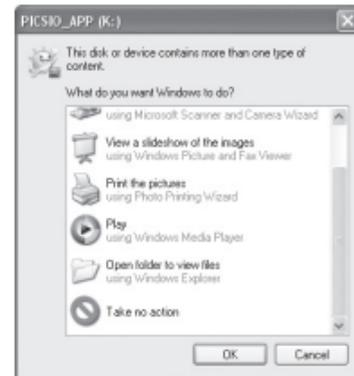 PICSIO_APP (K:)
This disk or device contains more than one type of
content.
What do you want Windows to do?
using Microsoft Scanner and Camera Wizard
View a slideshow of the images
using Windows Picture and Fax Viewer
Print the pictures
using Photo Printing Wizard
Play
using Windows Media Player
Open folder to view files
using Windows Explorer
Take no action
OK
Cancel